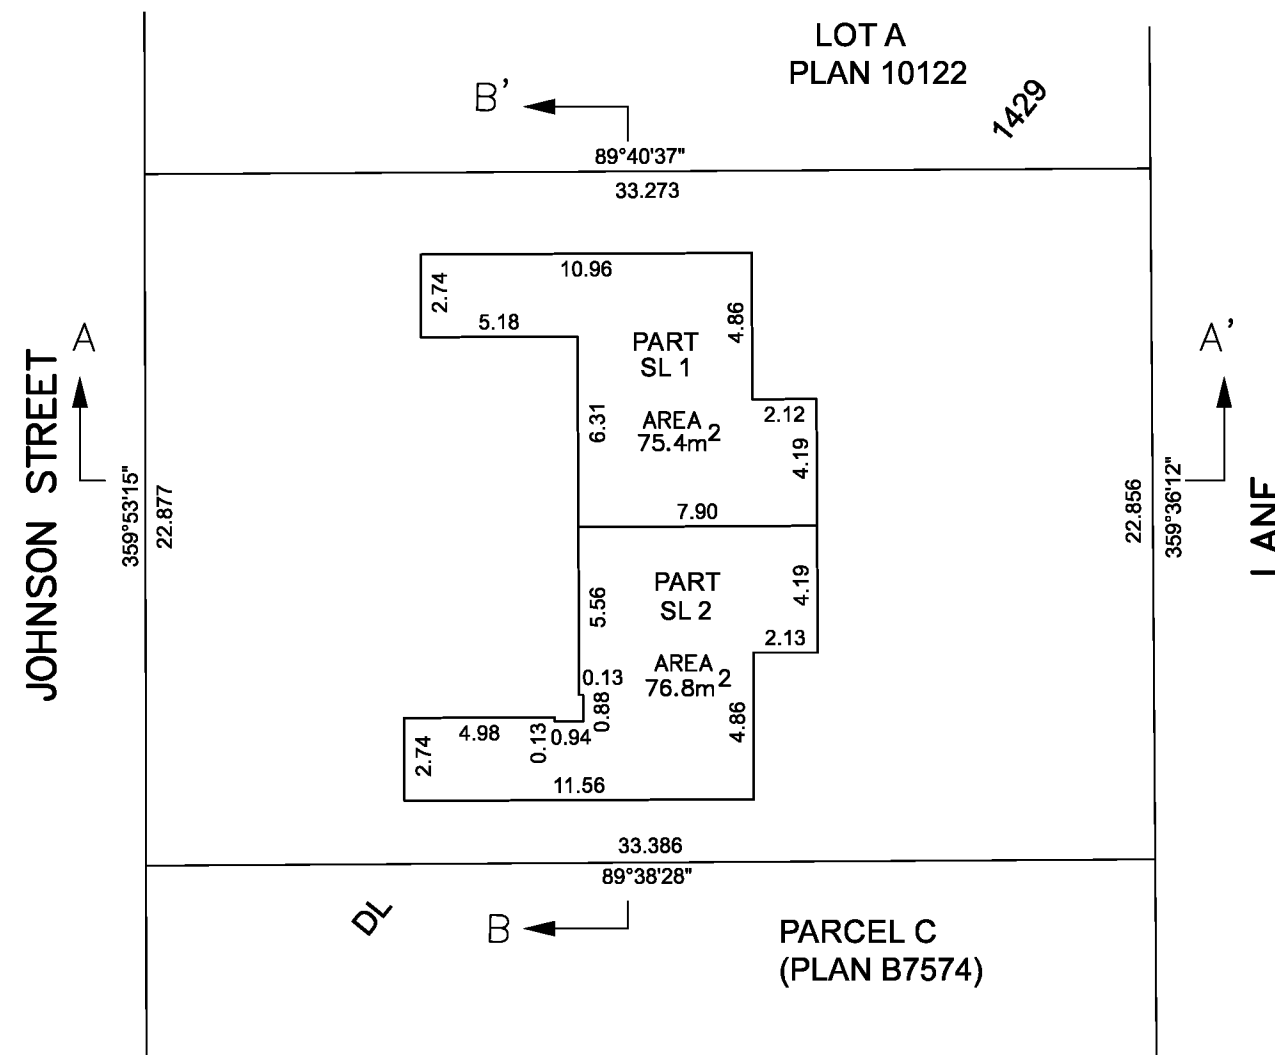 LOT A
PLAN 10122
1429
B'
89°40'37"
33.273
10.96
2.74
5.18
4.86
PART
SL 1
A
A'
JOHNSON STREET
AREA
75.4m2
2.12
6.31
4.19
359°53'15"
22.877
22.856
359°36'12"
7.90
PART
SL 2
5.56
4.19
2.13
AREA
76.8m2
0.13
0.88
4.98
0.13
0.94
4.86
2.74
11.56
33.386
89°38'28"
DL
B
PARCEL C
(PLAN B7574)